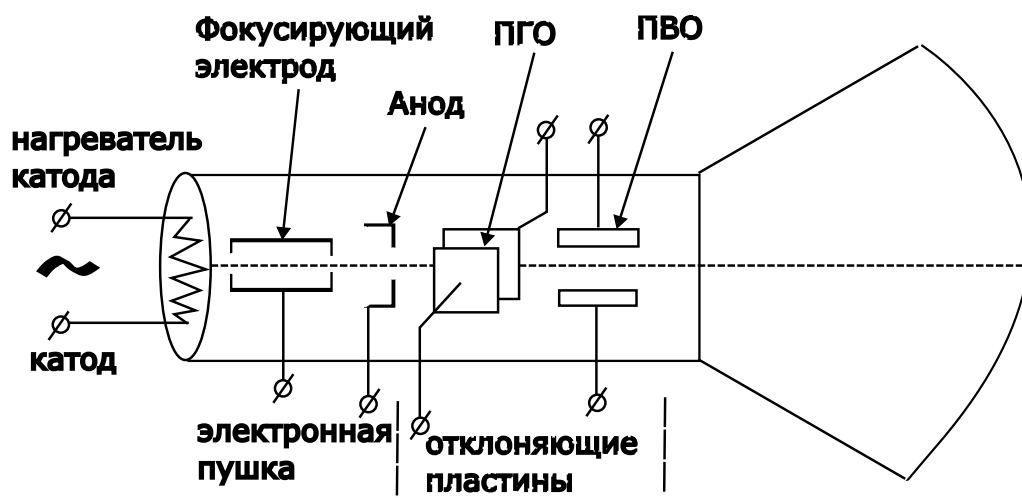 Фокусирующий
электрод
ПГО
ПВО
Анод
нагреватель
катода
катод
электронная
пушка
отклоняющие
пластины